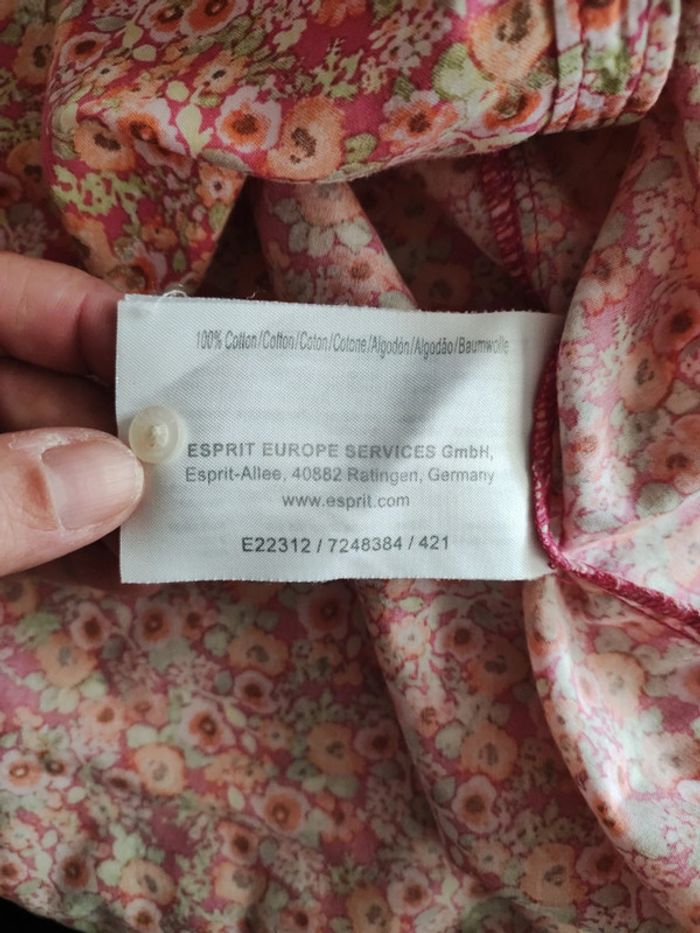 100% Cotton/Cotton/Coton/Cotone/Algodón/Algodão/Baumwolle
ESPRIT EUROPE SERVICES GmbH,
Esprit-Allee, 40882 Ratingen, Germany
www.esprit.com
E22312 / 7248384 / 421